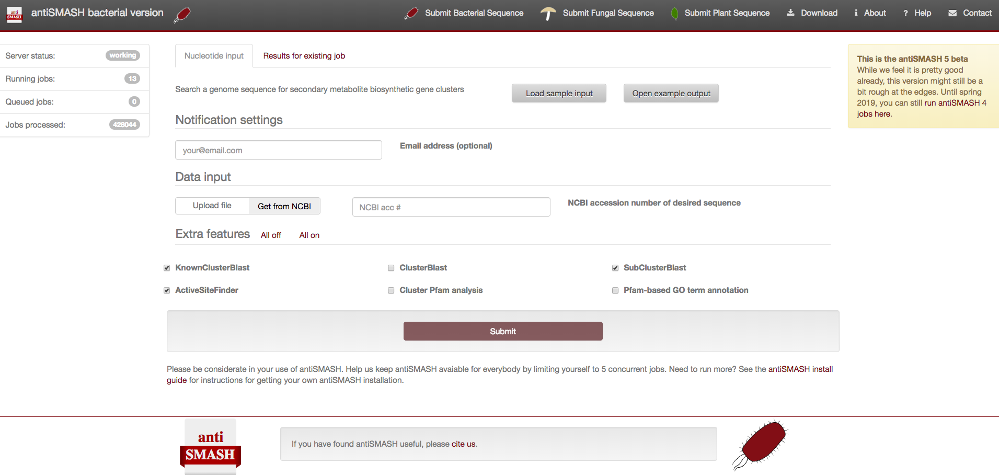 anti
SMASH
antiSMASH bacterial version
Submit Bacterial Sequence
Submit Fungal Sequence
Submit Plant Sequence
Download
About
Help
Contact
Server status: working
Running jobs: 13
Queued jobs: 0
Jobs processed: 428044
Nucleotide input
Results for existing job
Search a genome sequence for secondary metabolite biosynthetic gene clusters
Load sample input
Open example output
Notification settings
your@email.com
Email address (optional)
Data input
Upload file
Get from NCBI
NCBI acc #
NCBI accession number of desired sequence
Extra features
All off
All on
KnownClusterBlast
ClusterBlast
SubClusterBlast
ActiveSiteFinder
Cluster Pfam analysis
Pfam-based GO term annotation
Submit
Please be considerate in your use of antiSMASH. Help us keep antiSMASH avaiable for everybody by limiting yourself to 5 concurrent jobs. Need to run more? See the antiSMASH install
guide for instructions for getting your own antiSMASH installation.
This is the antiSMASH 5 beta
While we feel it is pretty good
already, this version might still be a
bit rough at the edges. Until spring
2019, you can still run antiSMASH 4
jobs here.
anti
SMASH
If you have found antiSMASH useful, please cite us.